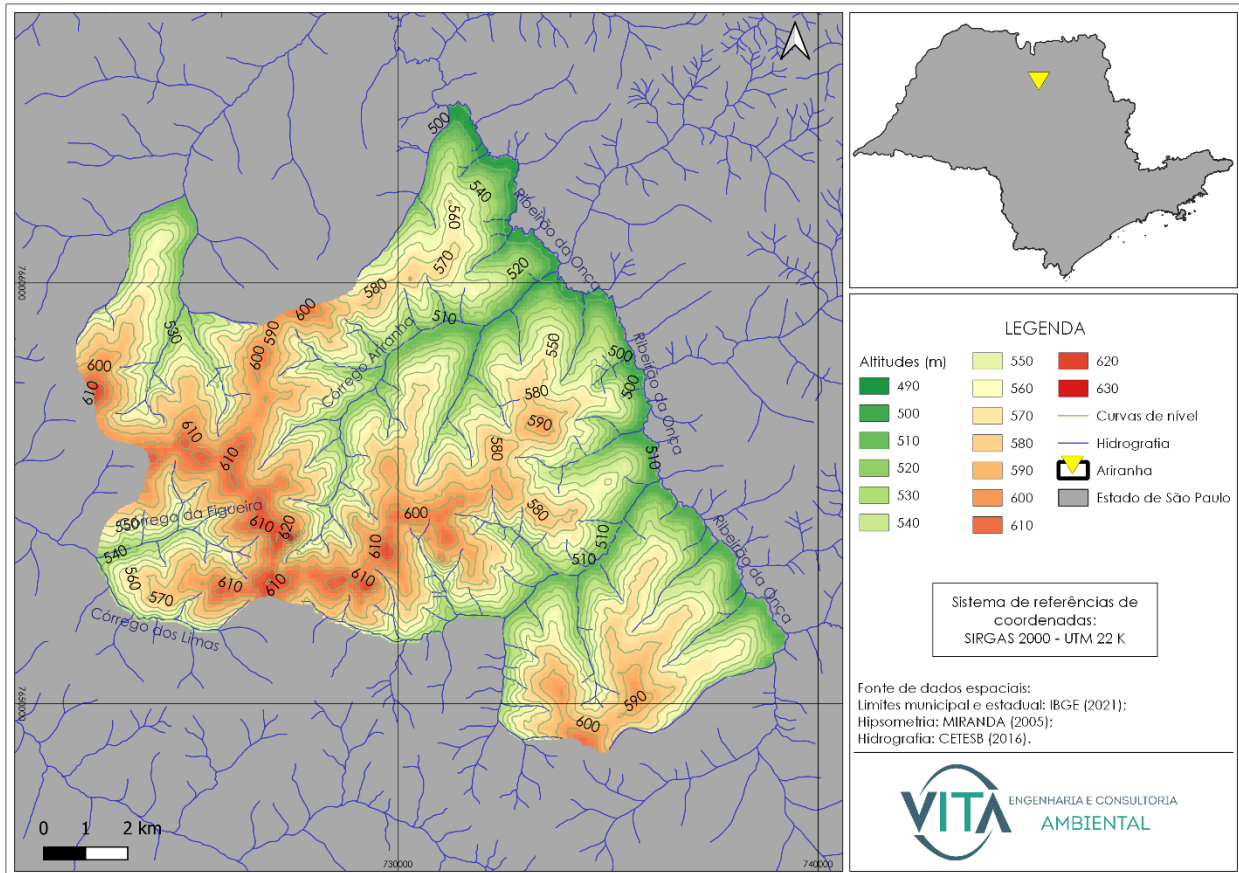 500
540
560
Ribeirão da Onça
570
520
580
600
510
590
600
7660000
530
600
610
Córrego Ariranha
550
500
500
Ribeirão da Onça
580
590
580
510
610
610
600
580
510
510
550
Córrego da Figueira
610
620
540
560
570
610
610
610
610
Ribeirão da Onça
Córrego dos Limas
590
600
7650000
0 1 2 km
730000
740000
LEGENDA
Altitudes (m)
490
500
510
520
530
540
550
560
570
580
590
600
610
620
630
Curvas de nível
Hidrografia
Ariranha
Estado de São Paulo
Sistema de referências de
coordenadas:
SIRGAS 2000 - UTM 22 K
Fonte de dados espaciais:
Limites municipal e estadual: IBGE (2021);
Hipsometria: MIRANDA (2005);
Hidrografia: CETESB (2016).
VITA
ENGENHARIA E CONSULTORIA
AMBIENTAL